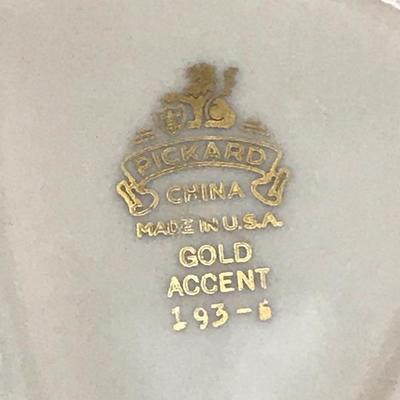 PICKARD
CHINA
MADE IN U.S.A.
GOLD
ACCENT
193-